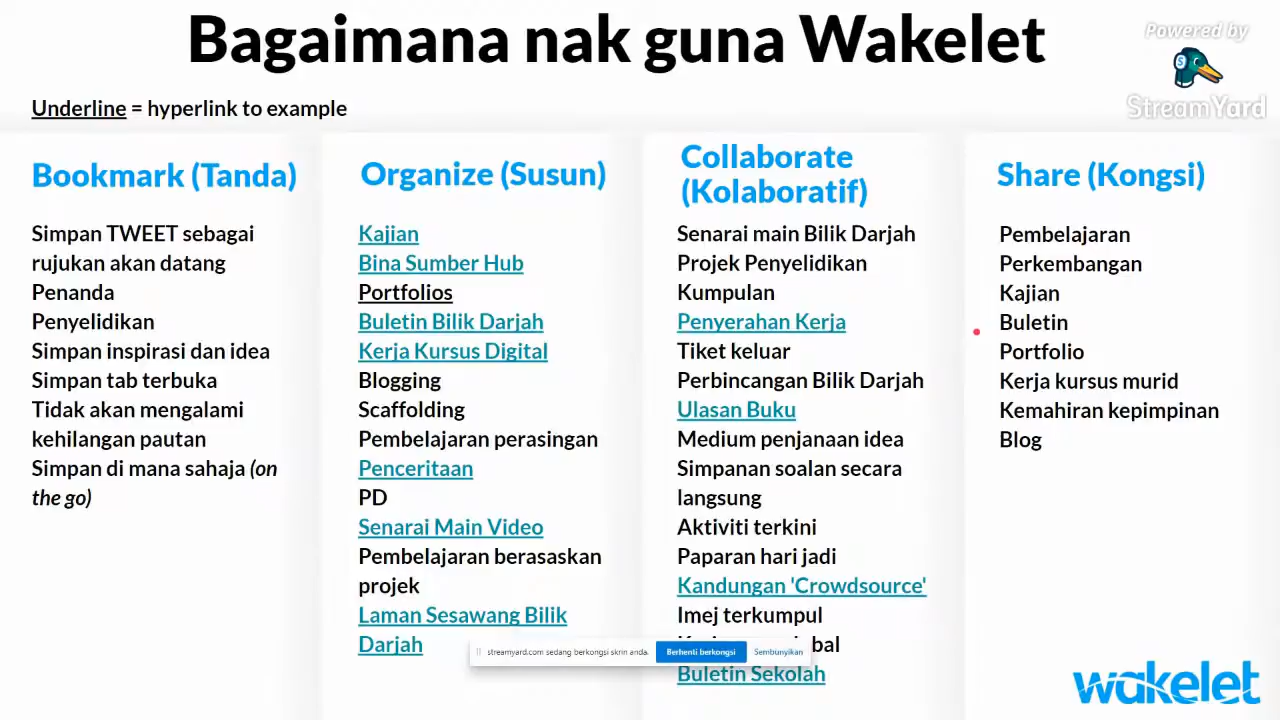 Bagaimana nak guna Wakelet
Powered by
StreamYard
Underline = hyperlink to example
Bookmark (Tanda)
Simpan TWEET sebagai
rujukan akan datang
Penanda
Penyelidikan
Simpan inspirasi dan idea
Simpan tab terbuka
Tidak akan mengalami
kehilangan pautan
Simpan di mana sahaja (on
the go)
Organize (Susun)
Kajian
Bina Sumber Hub
Portfolios
Buletin Bilik Darjah
Kerja Kursus Digital
Blogging
Scaffolding
Pembelajaran perasingan
Penceritaan
PD
Senarai Main Video
Pembelajaran berasaskan
projek
Laman Sesawang Bilik
Darjah
Collaborate
(Kolaboratif)
Senarai main Bilik Darjah
Projek Penyelidikan
Kumpulan
Penyerahan Kerja
Tiket keluar
Perbincangan Bilik Darjah
Ulasan Buku
Medium penjanaan idea
Simpanan soalan secara
langsung
Aktiviti terkini
Paparan hari jadi
Kandungan 'Crowdsource'
Imej terkumpul
Buletin Sekolah
Share (Kongsi)
Pembelajaran
Perkembangan
Kajian
Buletin
Portfolio
Kerja kursus murid
Kemahiran kepimpinan
Blog
streamyard.com sedang berkongsi skrin anda.
Berhenti berkongsi
Sembunyikan
wakelet